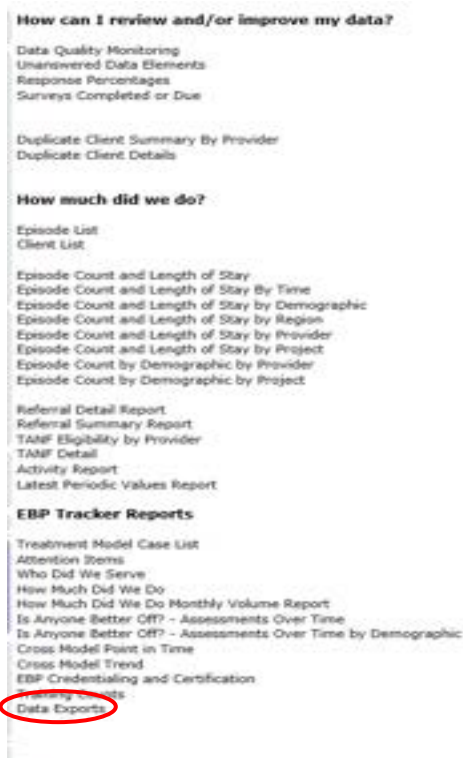 How can I review and/or improve my data?
Data Quality Monitoring
Unanswered Data Elements
Response Percentages
Surveys Completed or Due
Duplicate Client Summary By Provider
Duplicate Client Details
How much did we do?
Episode List
Client List
Episode Count and Length of Stay
Episode Count and Length of Stay By Time
Episode Count and Length of Stay by Demographic
Episode Count and Length of Stay by Region
Episode Count and Length of Stay by Provider
Episode Count and Length of Stay by Project
Episode Count by Demographic by Provider
Episode Count by Demographic by Project
Referral Detail Report
Referral Summary Report
TANF Eligibility by Provider
TANF Detail
Activity Report
Latest Periodic Values Report
EBP Tracker Reports
Treatment Model Case List
Attention Items
Who Did We Serve
How Much Did We Do
How Much Did We Do Monthly Volume Report
Is Anyone Better Off? - Assessments Over Time
Is Anyone Better Off? - Assessments Over Time by Demographic
Cross Model Point in Time
Cross Model Trend
EBP Credentialing and Certification
Training Counts
Data Exports